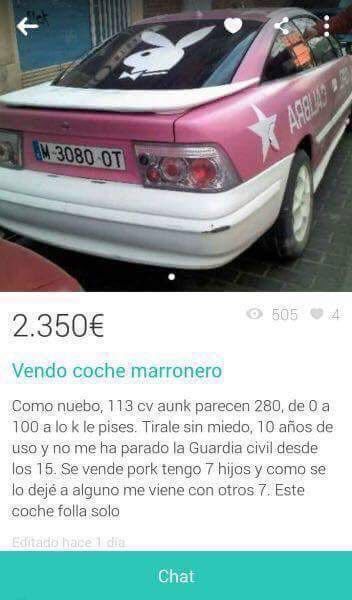 M-3080-OT
ARGUAS
505
4
2.350€
Vendo coche marronero
Como nuebo, 113 cv aunk parecen 280, de 0 a
100 a lo k le pises. Tirale sin miedo, 10 años de
uso y no me ha parado la Guardia civil desde
los 15. Se vende pork tengo 7 hijos y como se
lo dejé a alguno me viene con otros 7. Este
coche folla solo
Editado hace 1 día
Chat